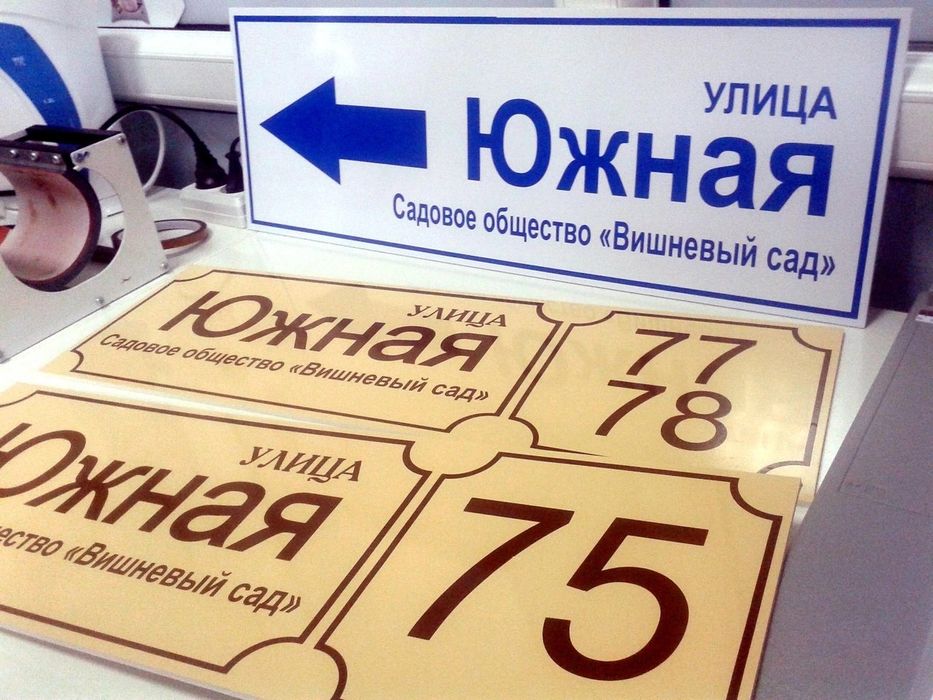 УЛИЦА
Южная
Садовое общество «Вишневый сад»
УЛИЦА
Южная
Садовое общество «Вишневый сад»
77
78
УЛИЦА
Южная
«Вишневый сад»
75